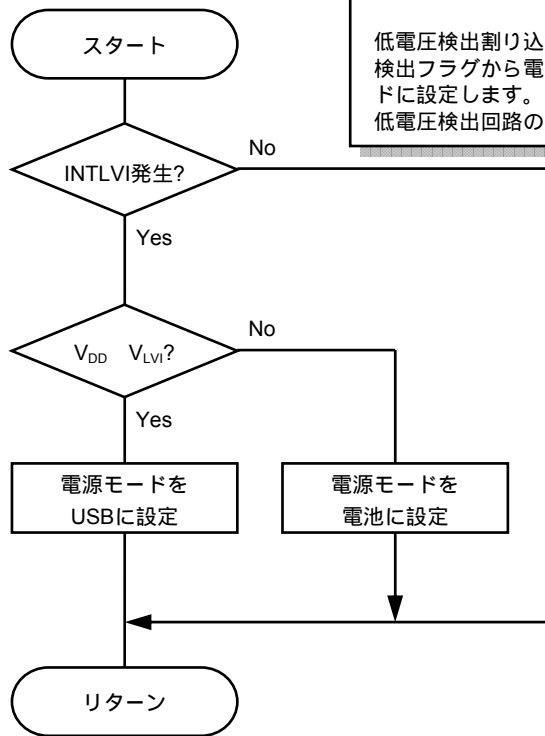 スタート
低電圧検出割り込
検出フラグから電
ドに設定します。
低電圧検出回路の
INTLVI発生?
No
Yes
VDD VLVI?
No
Yes
電源モードを
USBに設定
電源モードを
電池に設定
リターン